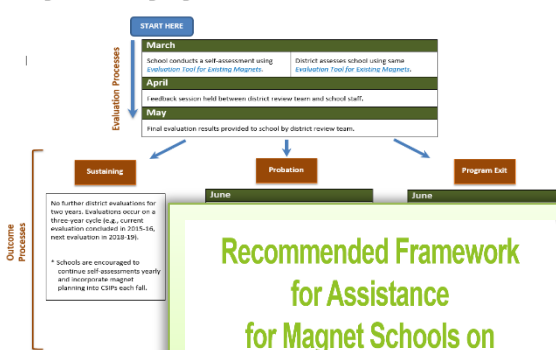 START HERE
Evaluation Processes
March
School conducts a self-assessment using
Evaluation Tool for Existing Magnets.
District assesses school using same
Evaluation Tool for Existing Magnets.
April
Feedback session held between district review team and school staff.
May
Final evaluation results provided to school by district review team.
Outcome
Processes
Sustaining
Probation
Program Exit
No further district evaluations for
two years. Evaluations occur on a
three-year cycle (e.g., current
evaluation concluded in 2015-16,
next evaluation in 2018-19).
* Schools are encouraged to
continue self-assessments yearly
and incorporate magnet
planning into CSIPs each fall.
June
June
Recommended Framework
for Assistance
for Magnet Schools on